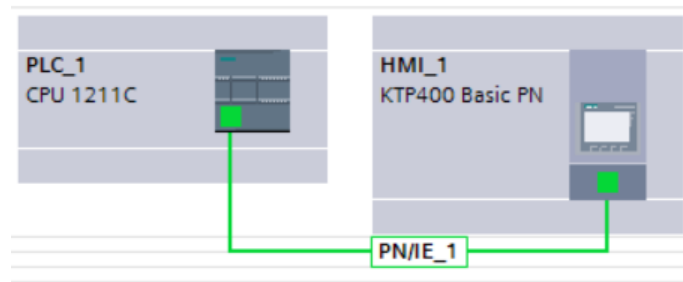 PLC_1
CPU 1211C
HMI_1
KTP400 Basic PN
PN/IE_1